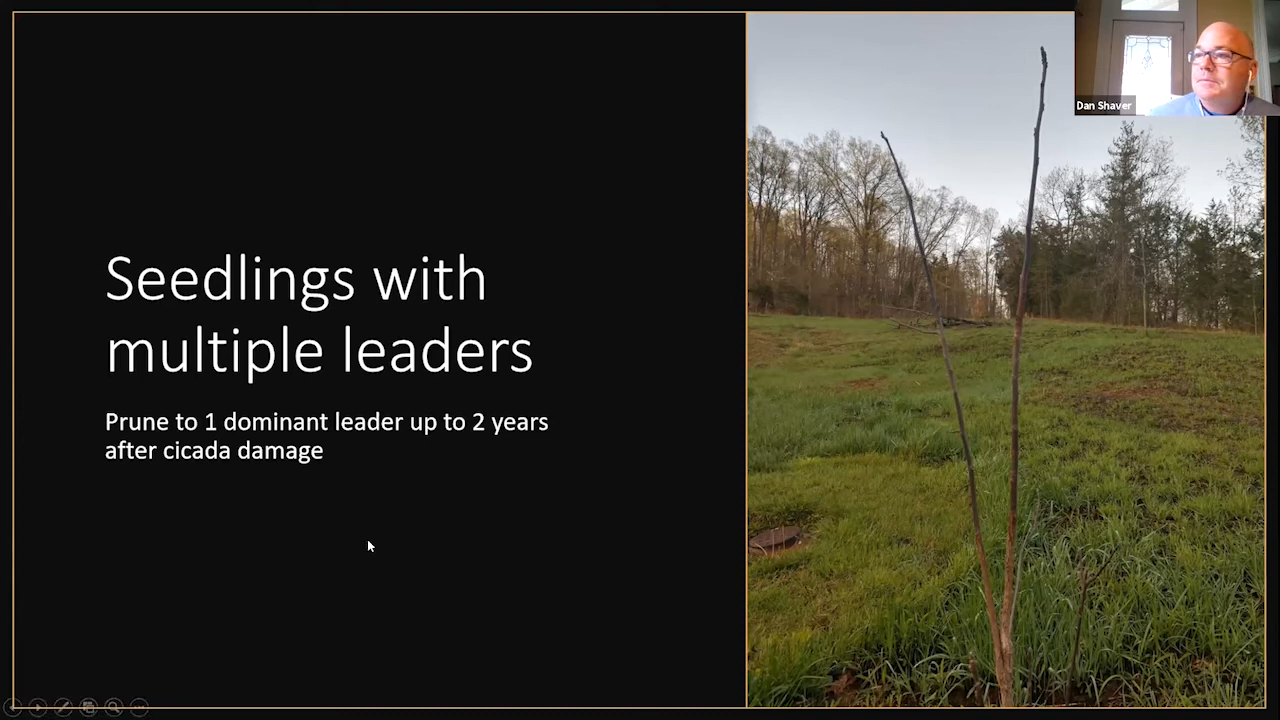 Seedlings with
multiple leaders
Prune to 1 dominant leader up to 2 years
after cicada damage
Dan Shaver